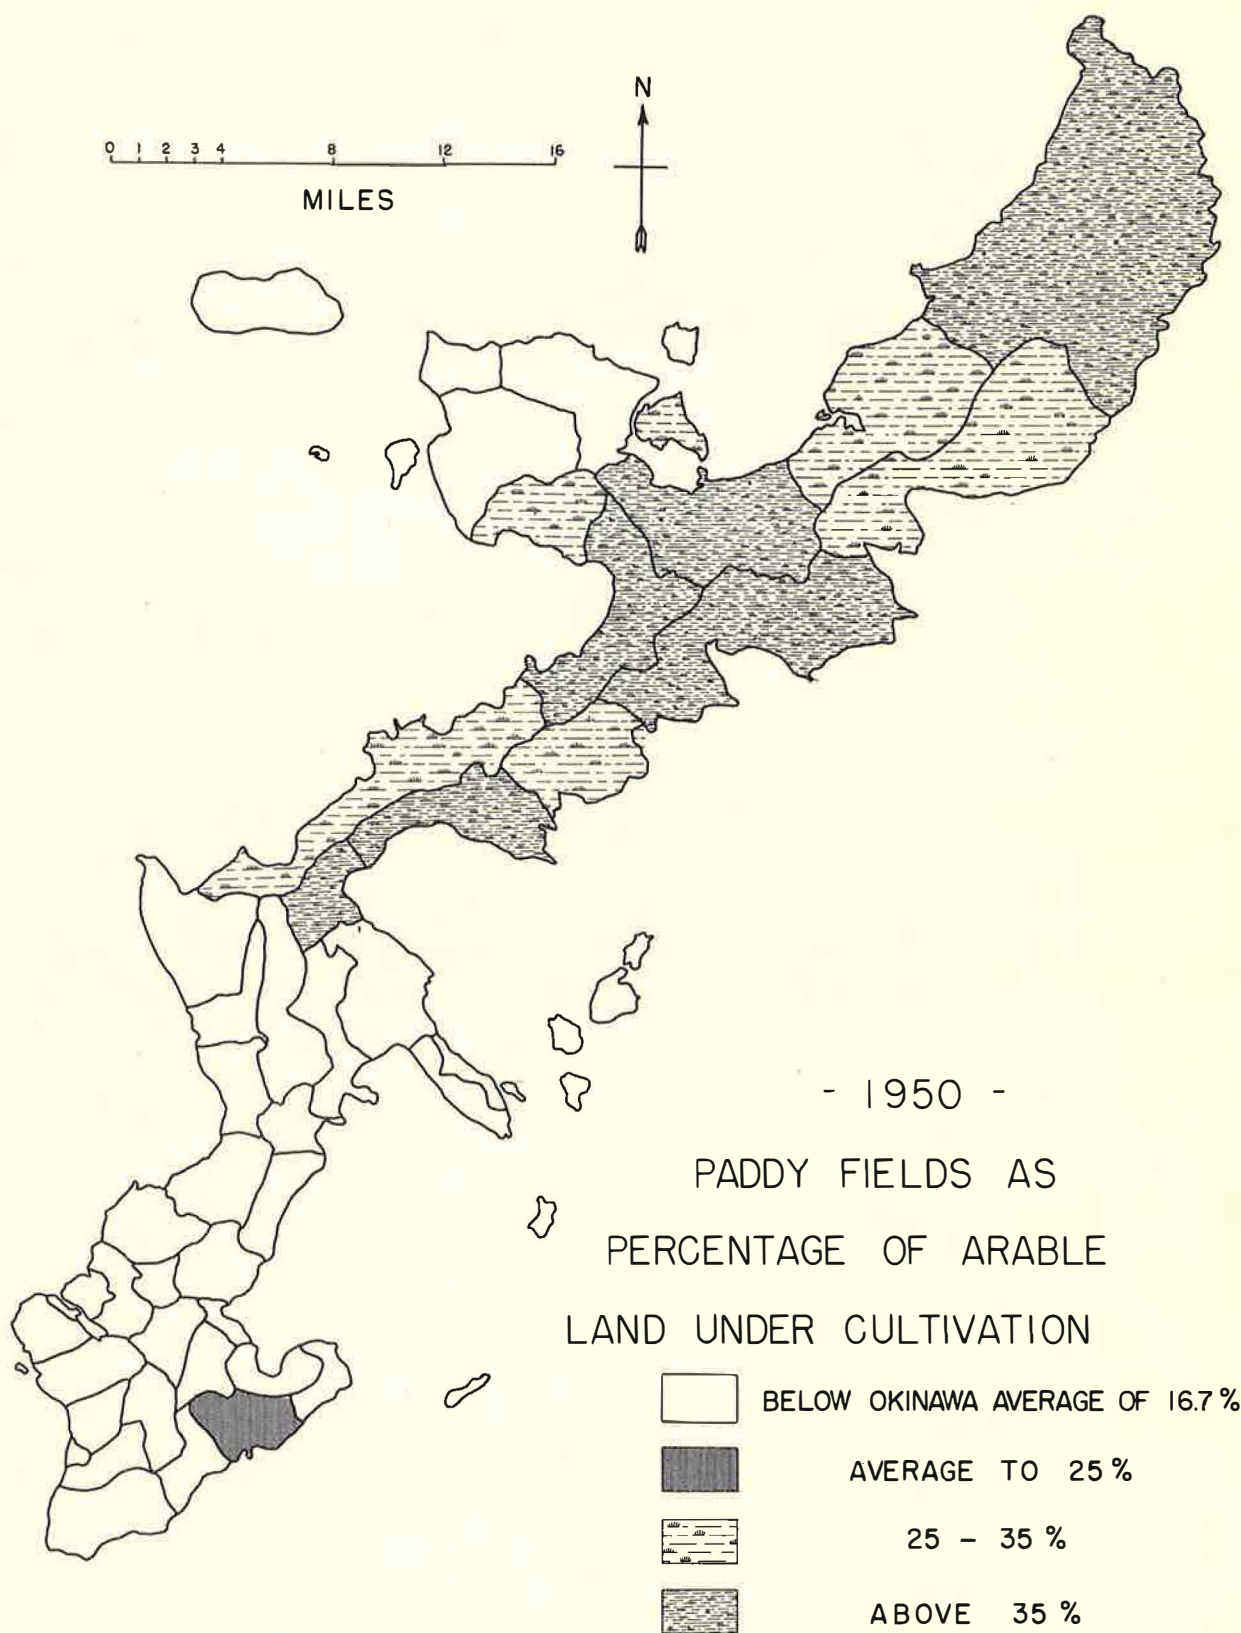 N
0 1 2 3 4 8 12 16
MILES
- 1950 -
PADDY FIELDS AS
PERCENTAGE OF ARABLE
LAND UNDER CULTIVATION
BELOW OKINAWA AVERAGE OF 16.7 %
AVERAGE TO 25 %
25 - 35 %
ABOVE 35 %